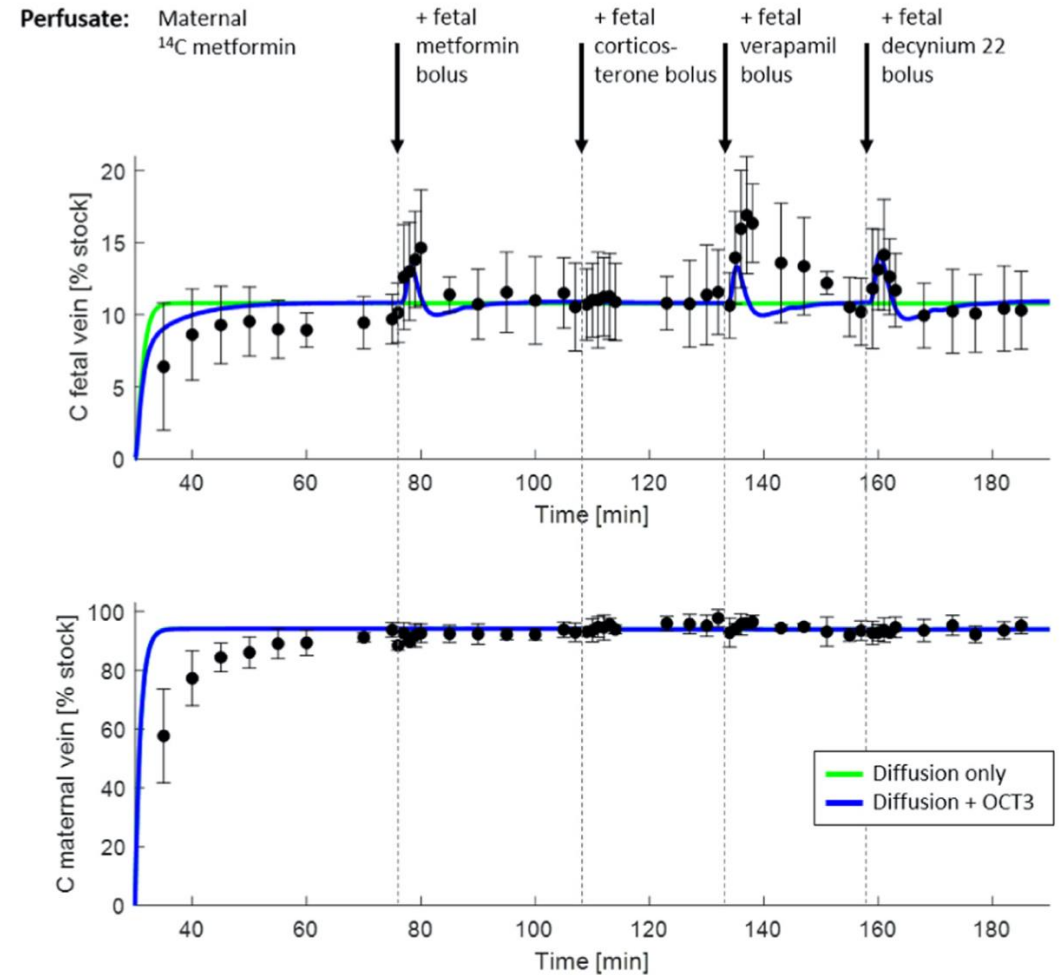 Perfusate:
Maternal
¹⁴C metformin
+ fetal
metformin
bolus
+ fetal
corticos-
terone bolus
+ fetal
verapamil
bolus
+ fetal
decynium 22
bolus
C fetal vein [% stock]
20
15
10
5
0
40 60 80 100 120 140 160 180
Time [min]
C maternal vein [% stock]
100
80
60
40
20
0
Diffusion only
Diffusion + OCT3
40 60 80 100 120 140 160 180
Time [min]